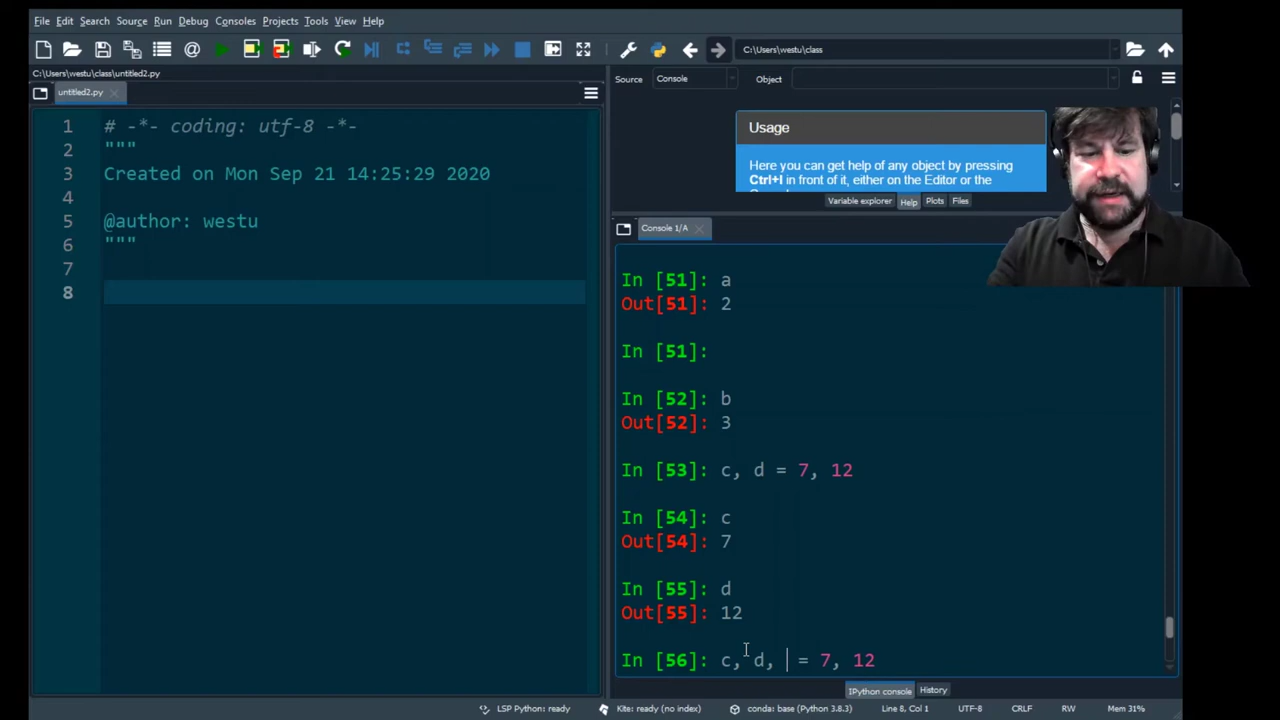 File Edit Search Source Run Debug Consoles Projects Tools View Help
C:\Users\westu\class
C:\Users\westu\class\untitled2.py
Source Console Object
untitled2.py
1 # -*- coding: utf-8 -*-
2 """
3 Created on Mon Sep 21 14:25:29 2020
4
5 @author: westu
6 """
7
8
Usage
Here you can get help of any object by pressing
Ctrl+I in front of it, either on the Editor or the
Variable explorer Help Plots Files
Console 1/A
In [51]: a
Out[51]: 2
In [51]:
In [52]: b
Out[52]: 3
In [53]: c, d = 7, 12
In [54]: c
Out[54]: 7
In [55]: d
Out[55]: 12
In [56]: c, d, = 7, 12
IPython console History
LSP Python: ready Kite: ready (no index) conda: base (Python 3.8.3) Line 8, Col 1 UTF-8 CRLF RW Mem 31%